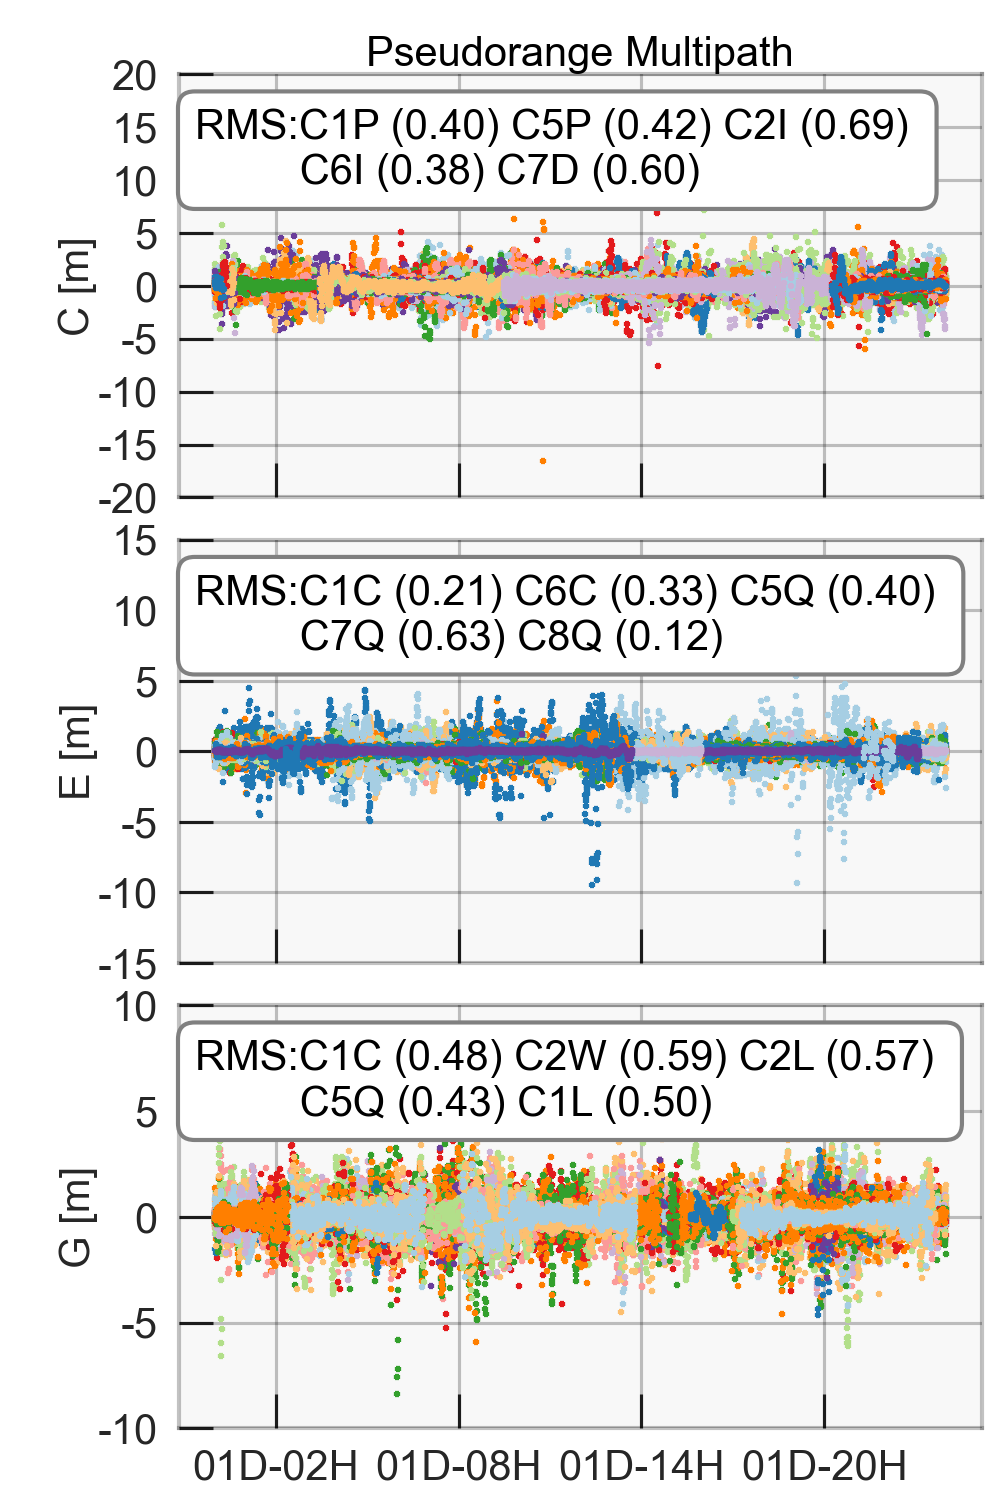 Pseudorange Multipath
20
15
10
5
0
-5
-10
-15
-20
C [m]
RMS:C1P (0.40) C5P (0.42) C2I (0.69)
C6I (0.38) C7D (0.60)
15
10
5
0
-5
-10
-15
E [m]
RMS:C1C (0.21) C6C (0.33) C5Q (0.40)
C7Q (0.63) C8Q (0.12)
10
5
0
-5
-10
G [m]
RMS:C1C (0.48) C2W (0.59) C2L (0.57)
C5Q (0.43) C1L (0.50)
01D-02H 01D-08H 01D-14H 01D-20H